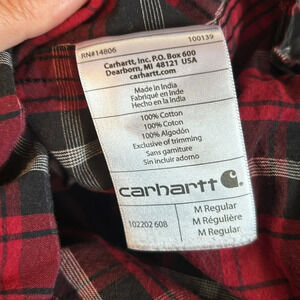 RN#14806 100139
Carhartt, Inc. P.O. Box 600
Dearborn, MI 48121 USA
carhartt.com
Made in India
Fabriqué en Inde
Hecho en la India
100% Cotton
100% Coton
100% Algodón
Exclusive of trimming
Sans garniture
Sin incluir adorno
carhartt
102202 608
M Regular
M Régulière
M Regular